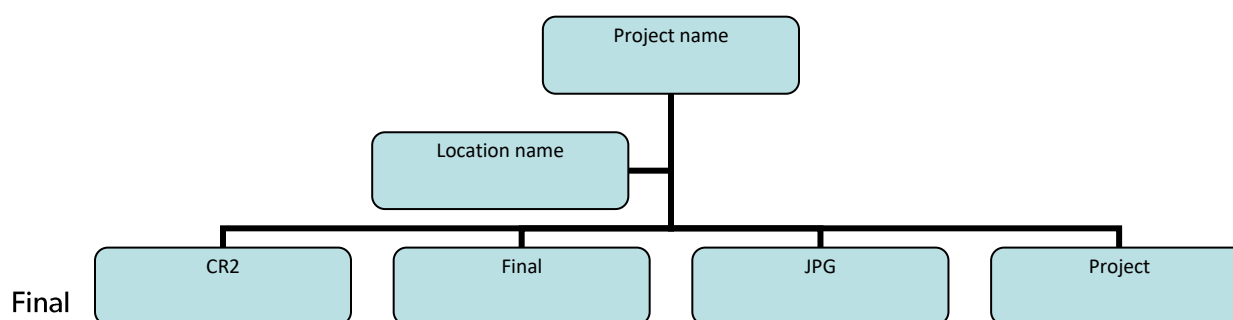 Project name
Location name
CR2
Final
JPG
Project
Final